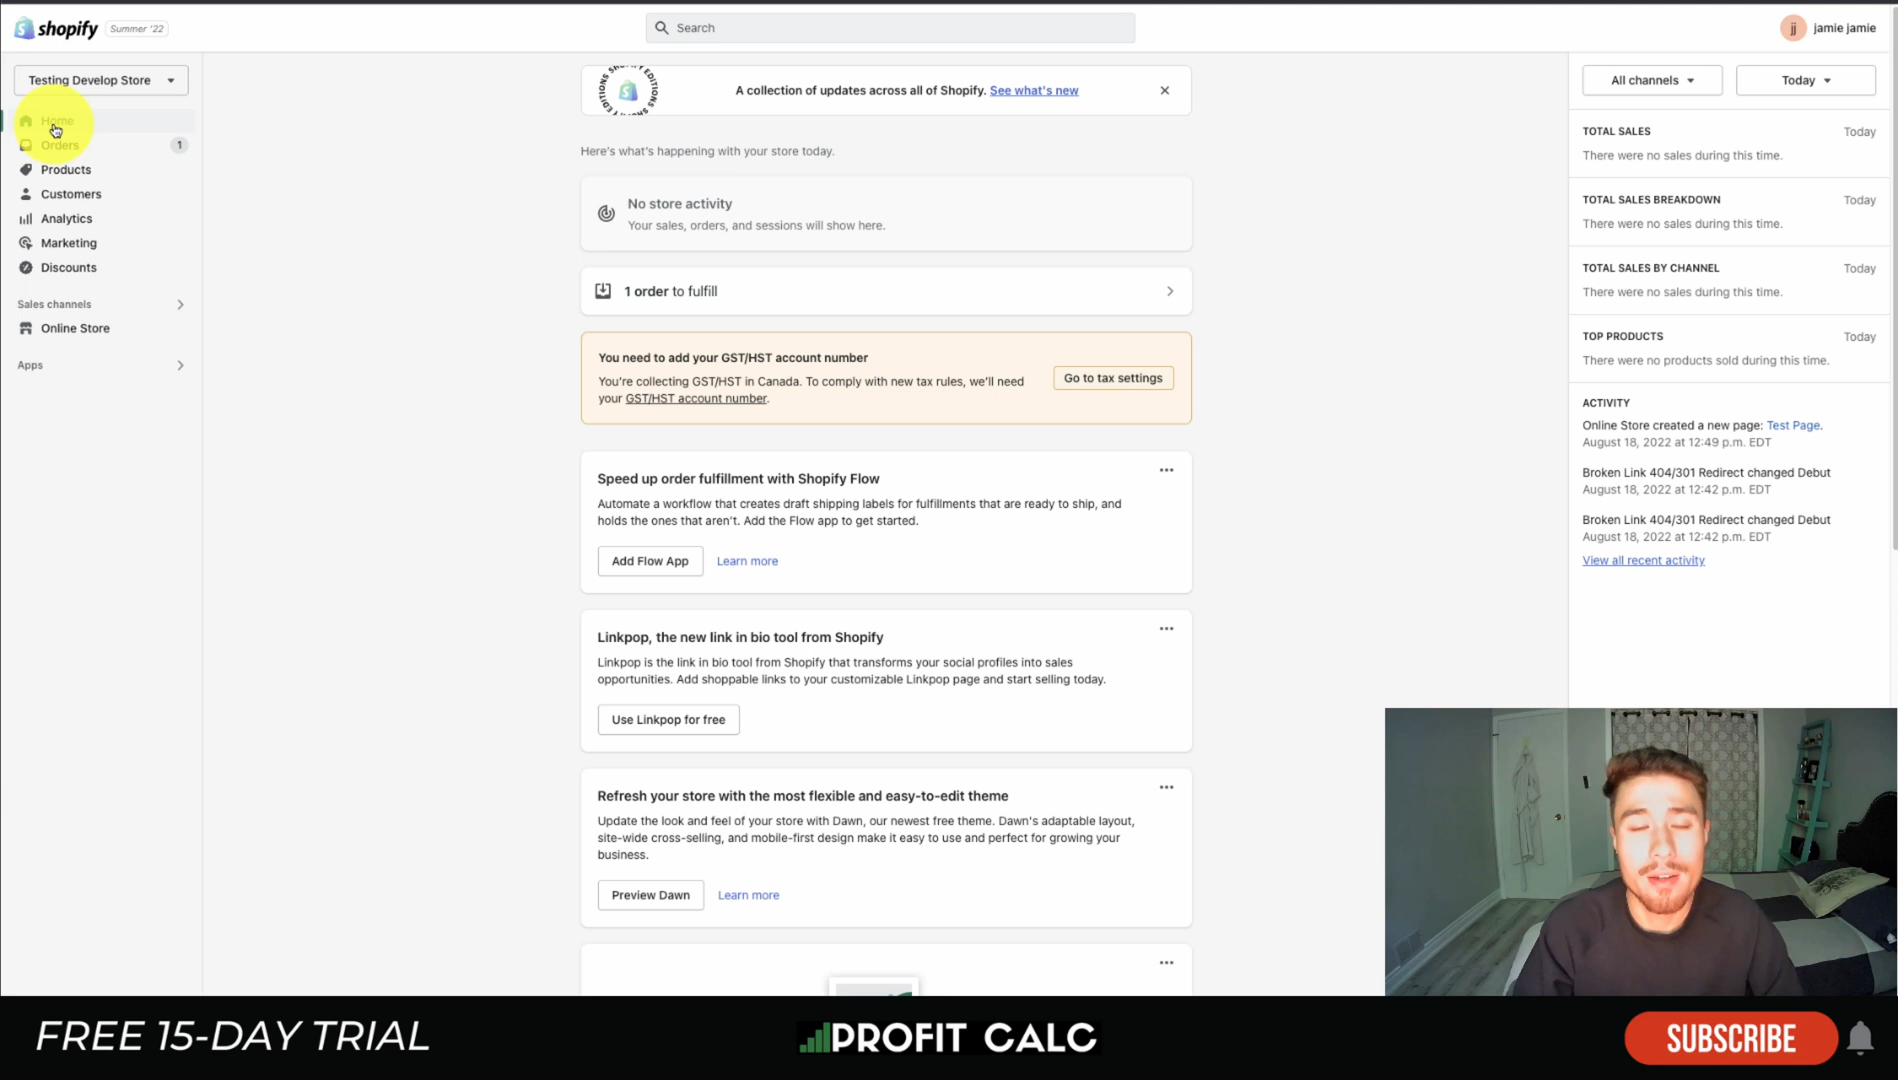 shopify
Summer '22
Search
jj
jamie jamie
Testing Develop Store
Home
Orders
1
Products
Customers
Analytics
Marketing
Discounts
Sales channels
Online Store
Apps
SHOPIFY EDITIONS
A collection of updates across all of Shopify. See what's new
Here's what's happening with your store today.
No store activity
Your sales, orders, and sessions will show here.
1 order to fulfill
You need to add your GST/HST account number
You're collecting GST/HST in Canada. To comply with new tax rules, we'll need
your GST/HST account number.
Go to tax settings
Speed up order fulfillment with Shopify Flow
Automate a workflow that creates draft shipping labels for fulfillments that are ready to ship, and
holds the ones that aren't. Add the Flow app to get started.
Add Flow App
Learn more
Linkpop, the new link in bio tool from Shopify
Linkpop is the link in bio tool from Shopify that transforms your social profiles into sales
opportunities. Add shoppable links to your customizable Linkpop page and start selling today.
Use Linkpop for free
Refresh your store with the most flexible and easy-to-edit theme
Update the look and feel of your store with Dawn, our newest free theme. Dawn's adaptable layout,
site-wide cross-selling, and mobile-first design make it easy to use and perfect for growing your
business.
Preview Dawn
Learn more
All channels
Today
TOTAL SALES
Today
There were no sales during this time.
TOTAL SALES BREAKDOWN
Today
There were no sales during this time.
TOTAL SALES BY CHANNEL
Today
There were no sales during this time.
TOP PRODUCTS
Today
There were no products sold during this time.
ACTIVITY
Online Store created a new page: Test Page.
August 18, 2022 at 12:49 p.m. EDT
Broken Link 404/301 Redirect changed Debut
August 18, 2022 at 12:42 p.m. EDT
Broken Link 404/301 Redirect changed Debut
August 18, 2022 at 12:42 p.m. EDT
View all recent activity
FREE 15-DAY TRIAL
PROFIT CALC
SUBSCRIBE